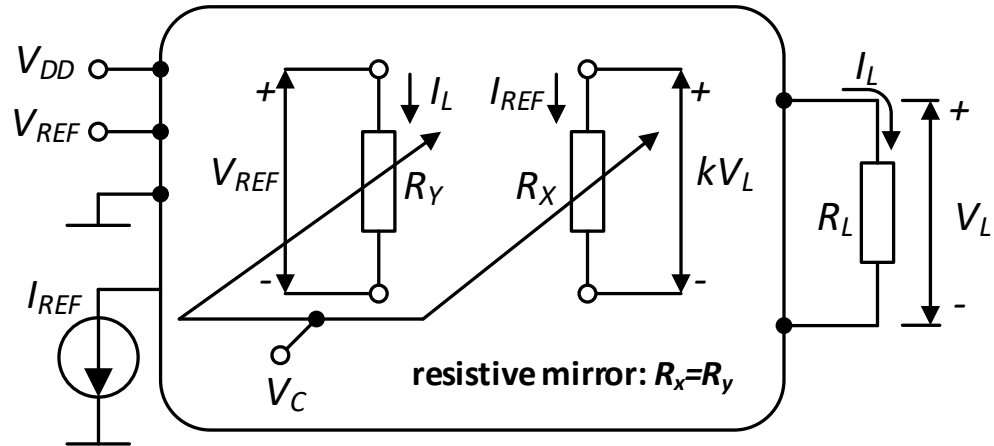 V_DD
V_REF
I_REF
+
V_REF
-
I_L
R_Y
I_REF
R_X
+
kV_L
-
V_C
resistive mirror: R_x=R_y
I_L
R_L
+
V_L
-